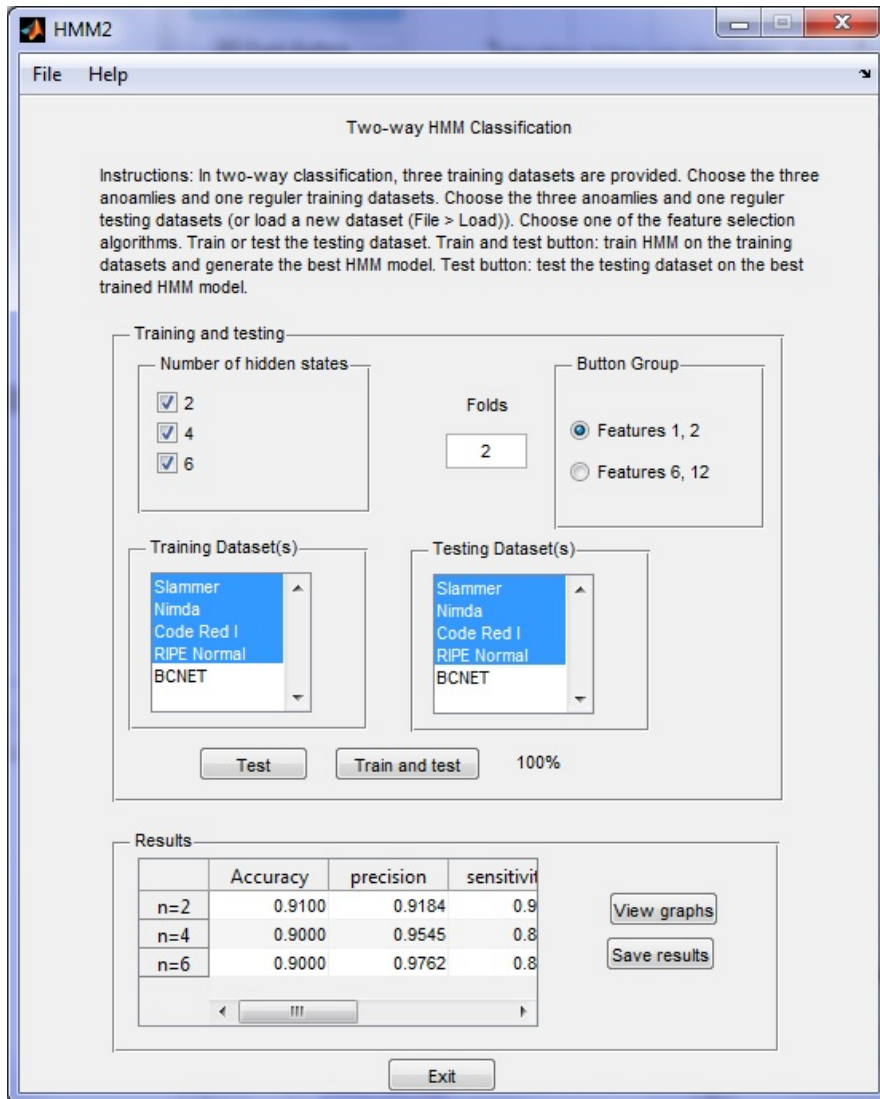 HMM2
File Help
Two-way HMM Classification
Instructions: In two-way classification, three training datasets are provided. Choose the three
anoamlies and one reguler training datasets. Choose the three anoamlies and one reguler
testing datasets (or load a new dataset (File > Load)). Choose one of the feature selection
algorithms. Train or test the testing dataset. Train and test button: train HMM on the training
datasets and generate the best HMM model. Test button: test the testing dataset on the best
trained HMM model.
Training and testing
Number of hidden states
2
4
6
Folds
2
Button Group
Features 1, 2
Features 6, 12
Training Dataset(s)
Slammer
Nimda
Code Red I
RIPE Normal
BCNET
Testing Dataset(s)
Slammer
Nimda
Code Red I
RIPE Normal
BCNET
Test Train and test 100%
Results
Accuracy precision sensitivit
n=2 0.9100 0.9184 0.9
n=4 0.9000 0.9545 0.8
n=6 0.9000 0.9762 0.8
View graphs
Save results
Exit